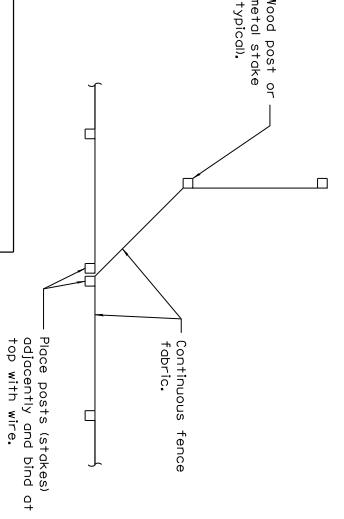 Wood post or
metal stake
(typical).
Continuous fence
fabric.
Place posts (stakes)
adjacently and bind at
top with wire.